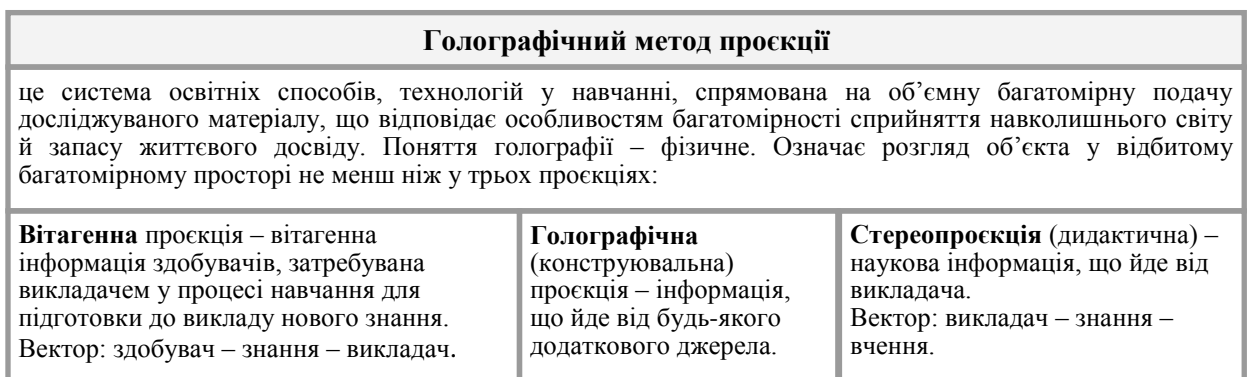 Голографічний метод проєкції
це система освітніх способів, технологій у навчанні, спрямована на об’ємну багатомірну подачу
досліджуваного матеріалу, що відповідає особливостям багатомірності сприйняття навколишнього світу
й запасу життєвого досвіду. Поняття голографії – фізичне. Означає розгляд об’єкта у відбитому
багатомірному просторі не менш ніж у трьох проєкціях:
Вітагенна проєкція – вітагенна
інформація здобувачів, затребувана
викладачем у процесі навчання для
підготовки до викладу нового знання.
Вектор: здобувач – знання – викладач.
Голографічна
(конструювальна)
проєкція – інформація,
що йде від будь-якого
додаткового джерела.
Стереопроєкція (дидактична) –
наукова інформація, що йде від
викладача.
Вектор: викладач – знання –
вчення.